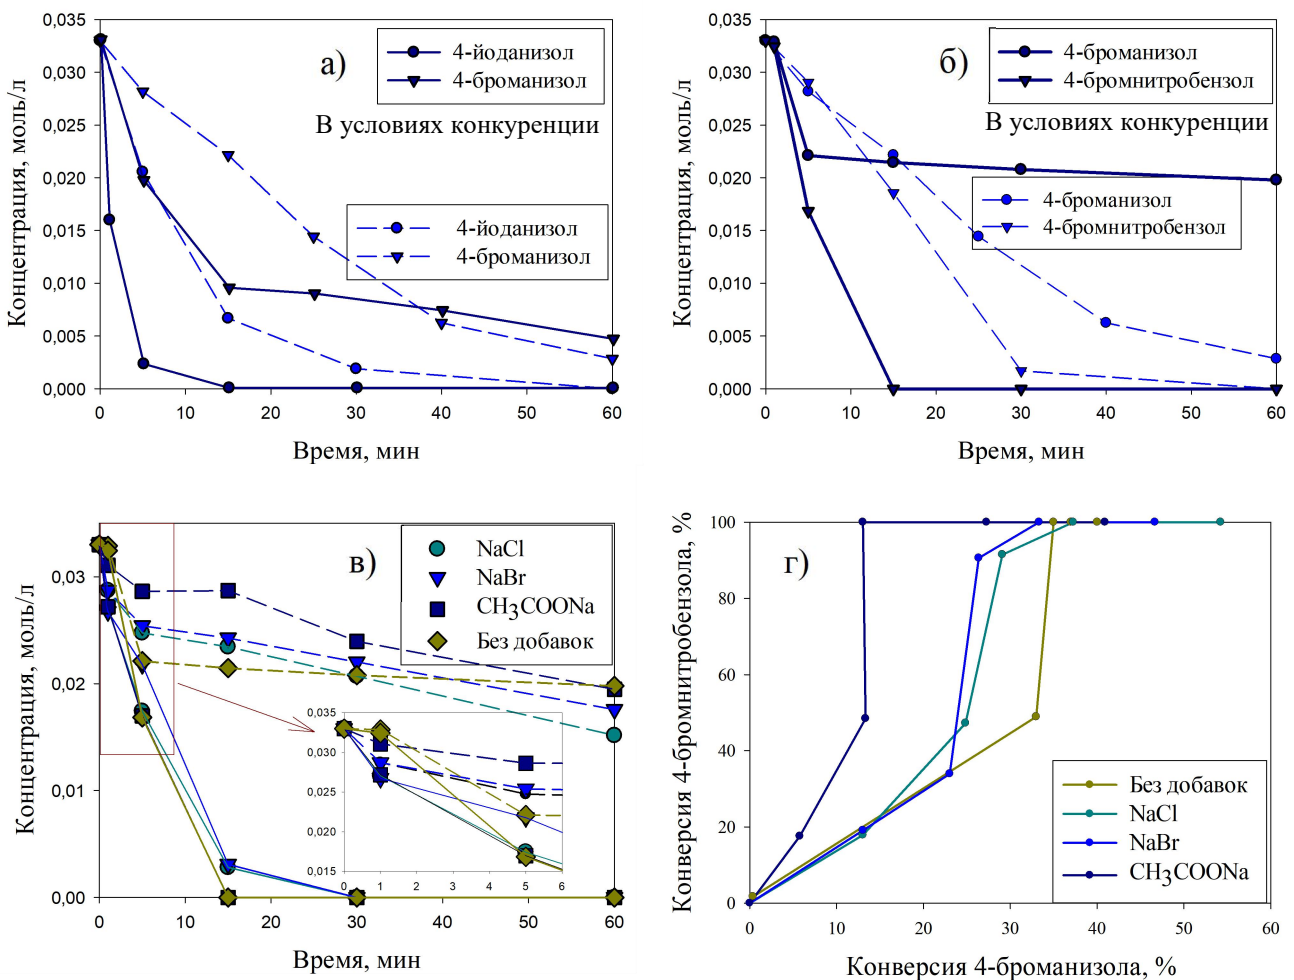 а)
4-йоданизол
4-броманизол
В условиях конкуренции
4-йоданизол
4-броманизол
Концентрация, моль/л
0,035
0,030
0,025
0,020
0,015
0,010
0,005
0,000
0 10 20 30 40 50 60
Время, мин
б)
4-броманизол
4-бромнитробензол
В условиях конкуренции
4-броманизол
4-бромнитробензол
Концентрация, моль/л
0,035
0,030
0,025
0,020
0,015
0,010
0,005
0,000
0 10 20 30 40 50 60
Время, мин
в)
NaCl
NaBr
CH3COONa
Без добавок
Концентрация, моль/л
0,03
0,02
0,01
0,00
0 10 20 30 40 50 60
Время, мин
0,035
0,030
0,025
0,020
0,015
0 1 2 3 4 5 6
г)
Без добавок
NaCl
NaBr
CH3COONa
Конверсия 4-бромнитробензола, %
100
80
60
40
20
0
0 10 20 30 40 50 60
Конверсия 4-броманизола, %